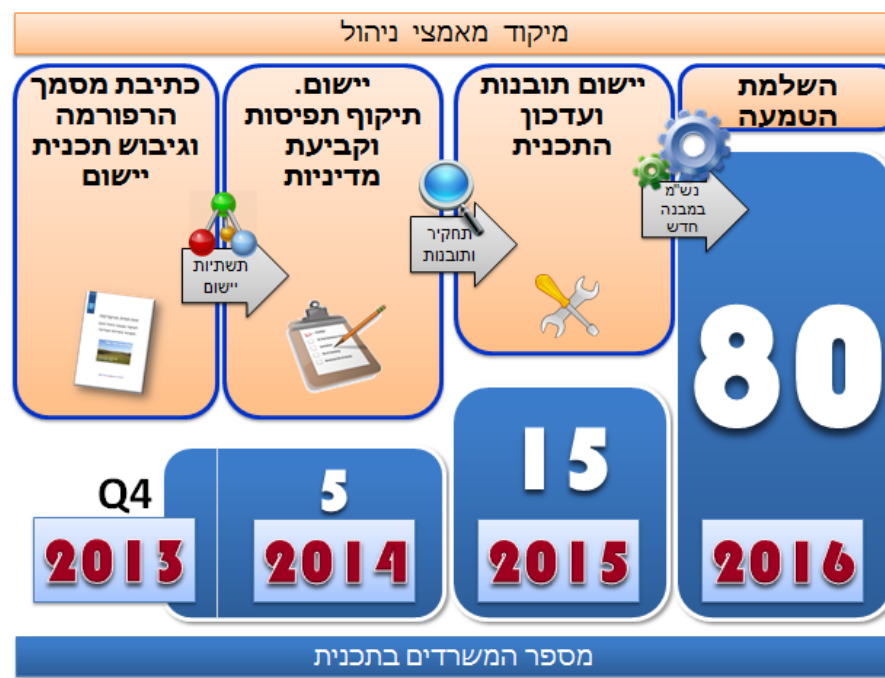 מיקוד מאמצי ניהול
כתיבת מסמך
הרפורמה
וגיבוש תכנית
יישום
תשתיות
יישום
יישום.
תיקוף תפיסות
וקביעת
מדיניות
תחקיר
ותובנות
יישום תובנות
ועדכון
התכנית
נש"מ
במבנה
חדש
השלמת
הטמעה
Q4
2013
5
2014
15
2015
80
2016
מספר המשרדים בתכנית